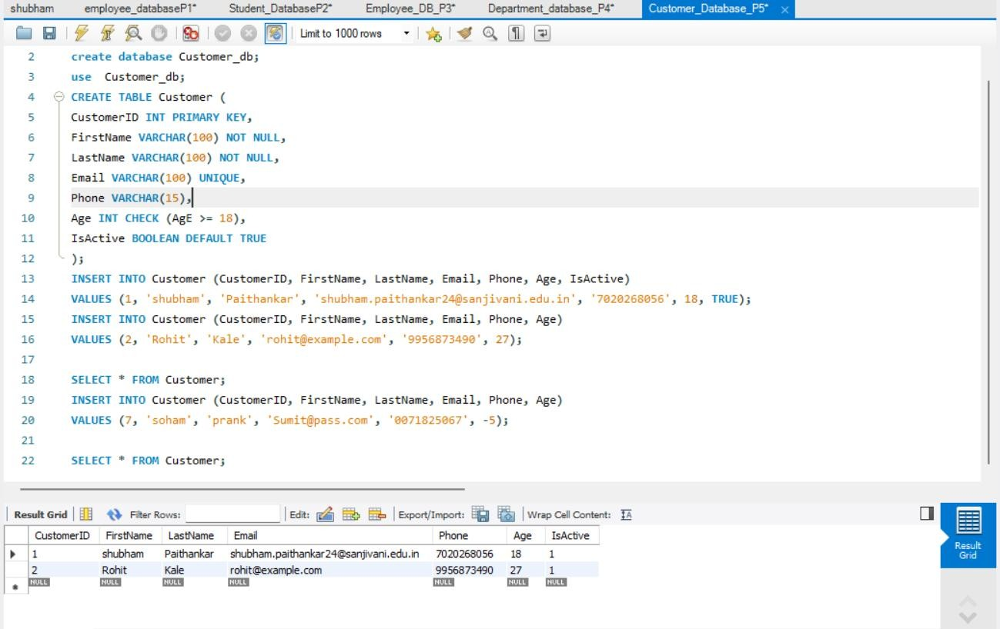 shubham employee_databaseP1* Student_DatabaseP2* Employee_DB_P3* Department_database_P4* Customer_Database_P5* ×
Limit to 1000 rows
2 create database Customer_db;
3 use  Customer_db;
4 CREATE TABLE Customer (
5 CustomerID INT PRIMARY KEY,
6 FirstName VARCHAR(100) NOT NULL,
7 LastName VARCHAR(100) NOT NULL,
8 Email VARCHAR(100) UNIQUE,
9 Phone VARCHAR(15),
10 Age INT CHECK (AgE >= 18),
11 IsActive BOOLEAN DEFAULT TRUE
12 );
13 INSERT INTO Customer (CustomerID, FirstName, LastName, Email, Phone, Age, IsActive)
14 VALUES (1, 'shubham', 'Paithankar', 'shubham.paithankar24@sanjivani.edu.in', '7020268056', 18, TRUE);
15 INSERT INTO Customer (CustomerID, FirstName, LastName, Email, Phone, Age)
16 VALUES (2, 'Rohit', 'Kale', 'rohit@example.com', '9956873490', 27);
17
18 SELECT * FROM Customer;
19 INSERT INTO Customer (CustomerID, FirstName, LastName, Email, Phone, Age)
20 VALUES (7, 'soham', 'prank', 'Sumit@pass.com', '0071825067', -5);
21
22 SELECT * FROM Customer;
Result Grid Filter Rows: Edit: Export/Import: Wrap Cell Content: IA
CustomerID FirstName LastName Email Phone Age IsActive
1 shubham Paithankar shubham.paithankar24@sanjivani.edu.in 7020268056 18 1
2 Rohit Kale rohit@example.com 9956873490 27 1
NULL NULL NULL NULL NULL NULL NULL
Result
Grid